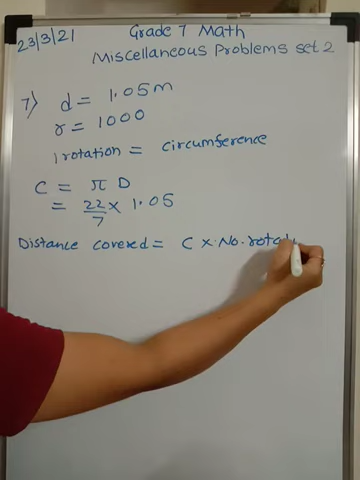 23/3/21
Grade 7 Math
Miscellaneous Problems set 2
7) d = 1.05m
r = 1000
1 rotation = circumference
C = π D
= 22/7 x 1.05
Distance covered = C x No. rotat